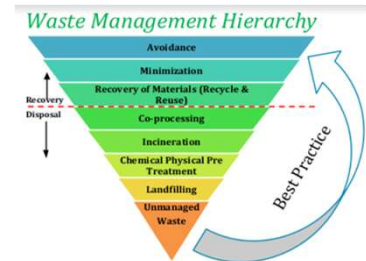 Waste Management Hierarchy
Avoidance
Minimization
Recovery of Materials (Recycle &
Reuse)
Recovery
Disposal
Co-processing
Incineration
Chemical Physical Pre
Treatment
Landfilling
Unmanaged
Waste
Best Practice